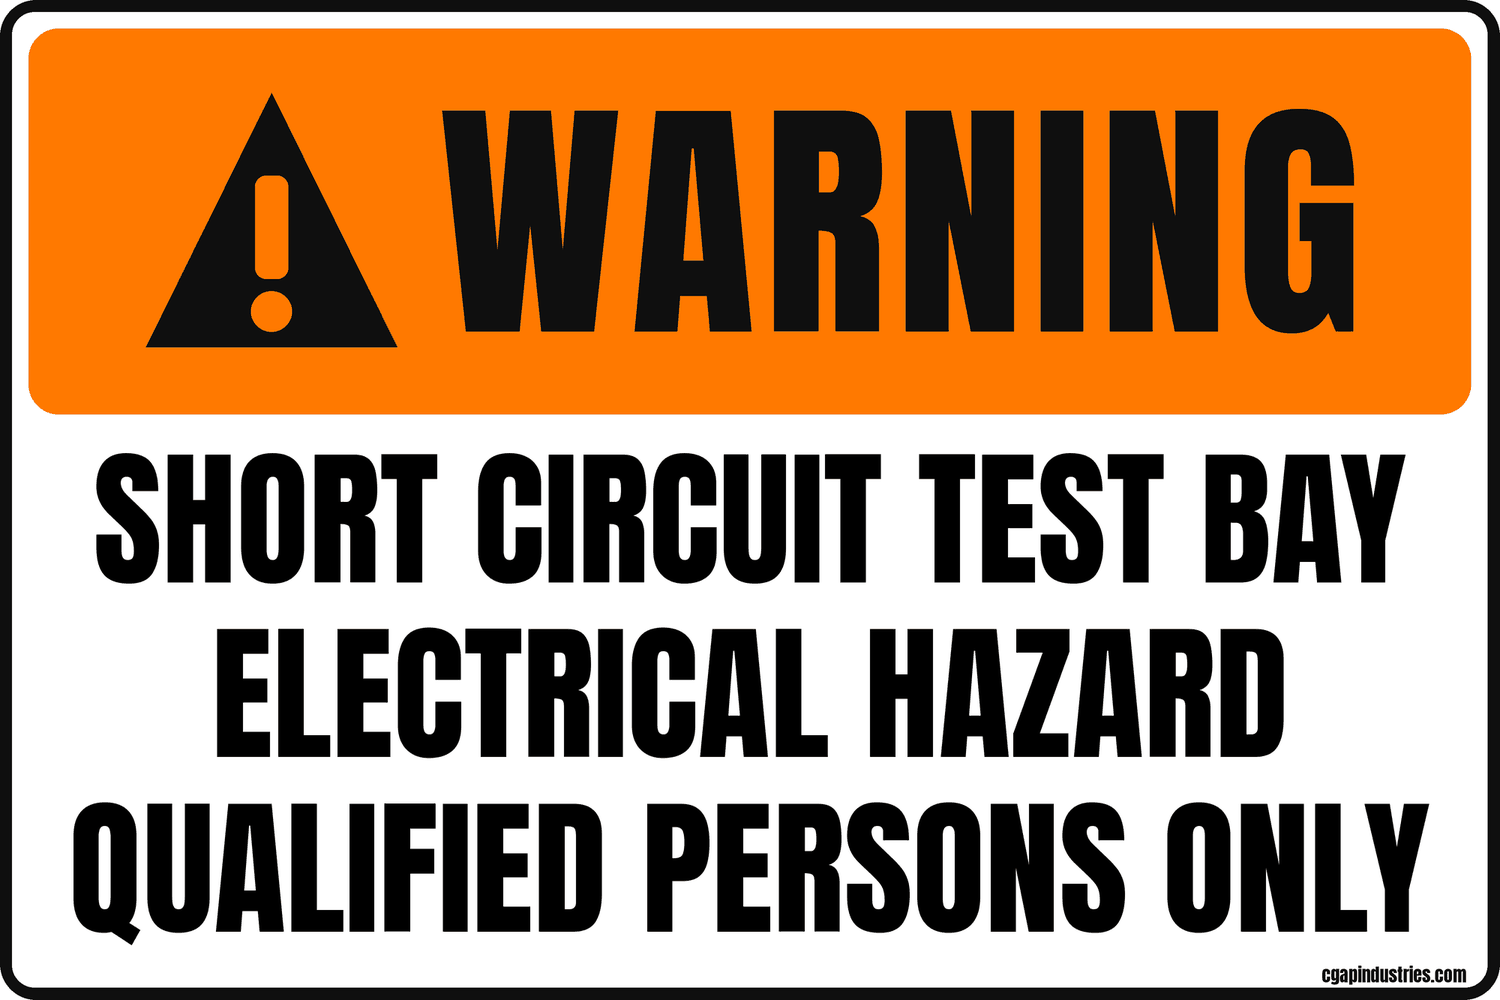 WARNING
SHORT CIRCUIT TEST BAY
ELECTRICAL HAZARD
QUALIFIED PERSONS ONLY
cgapindustries.com